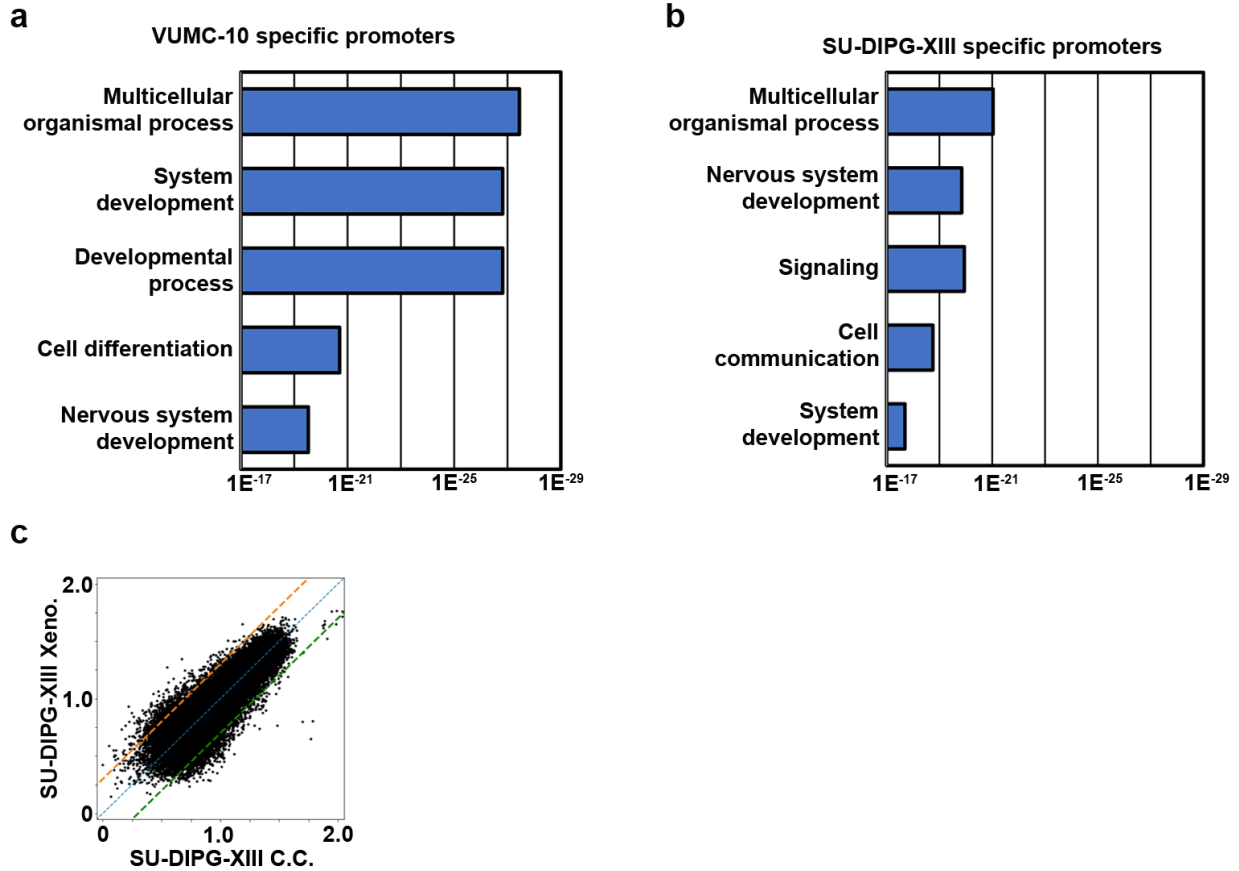 a
VUMC-10 specific promoters
Multicellular
organismal process
System
development
Developmental
process
Cell differentiation
Nervous system
development
1E-17 1E-21 1E-25 1E-29
b
SU-DIPG-XIII specific promoters
Multicellular
organismal process
Nervous system
development
Signaling
Cell
communication
System
development
1E-17 1E-21 1E-25 1E-29
c
SU-DIPG-XIII Xeno.
2.0
1.0
0
0 1.0 2.0
SU-DIPG-XIII C.C.